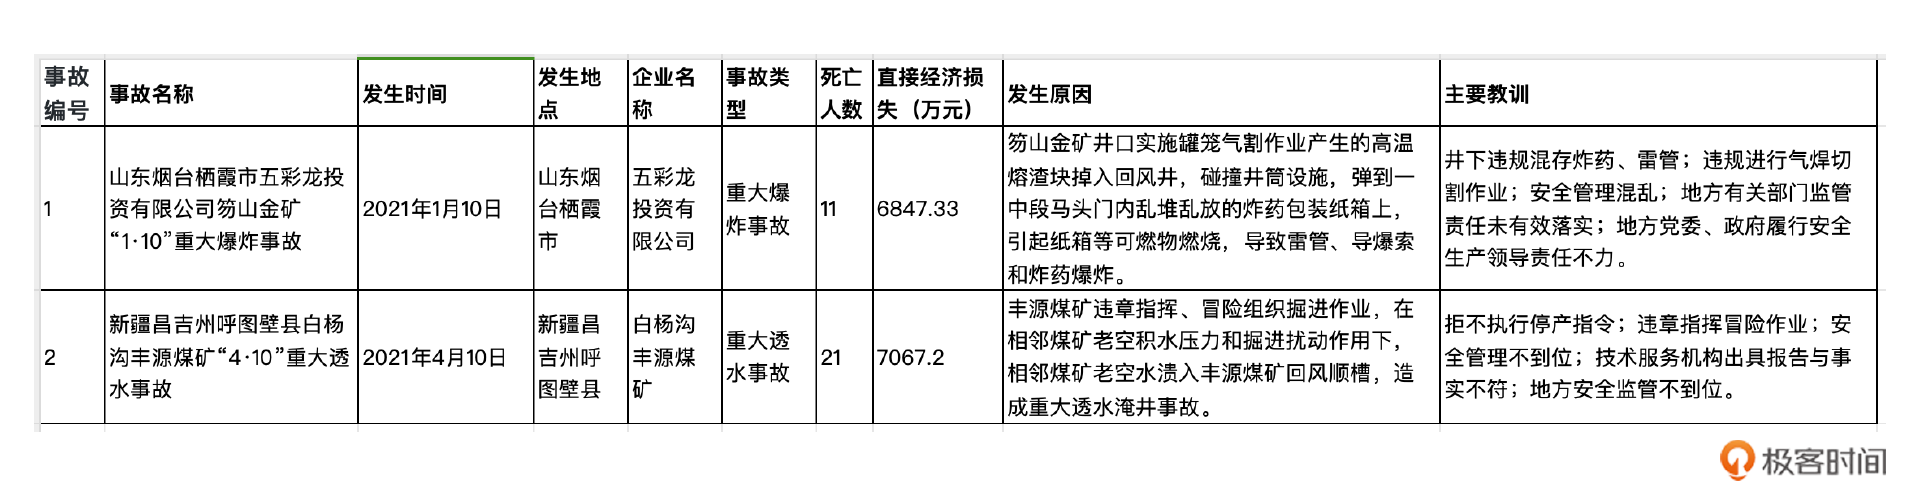 事故
编号
事故名称
发生时间
发生地
点
企业名
称
事故类
型
死亡
人数
直接经济损
失（万元）
发生原因
主要教训
1
山东烟台栖霞市五彩龙投
资有限公司笏山金矿
“1·10”重大爆炸事故
2021年1月10日
山东烟
台栖霞
市
五彩龙
投资有
限公司
重大爆
炸事故
11
6847.33
笏山金矿井口实施罐笼气割作业产生的高温
熔渣块掉入回风井，碰撞井筒设施，弹到一
中段马头门内乱堆乱放的炸药包装纸箱上，
引起纸箱等可燃物燃烧，导致雷管、导爆索
和炸药爆炸。
井下违规混存炸药、雷管；违规进行气焊切
割作业；安全管理混乱；地方有关部门监管
责任未有效落实；地方党委、政府履行安全
生产领导责任不力。
2
新疆昌吉州呼图壁县白杨
沟丰源煤矿“4·10”重大透
水事故
2021年4月10日
新疆昌
吉州呼
图壁县
白杨沟
丰源煤
矿
重大透
水事故
21
7067.2
丰源煤矿违章指挥、冒险组织掘进作业，在
相邻煤矿老空积水压力和掘进扰动作用下，
相邻煤矿老空水溃入丰源煤矿回风顺槽，造
成重大透水淹井事故。
拒不执行停产指令；违章指挥冒险作业；安
全管理不到位；技术服务机构出具报告与事
实不符；地方安全监管不到位。
极客时间